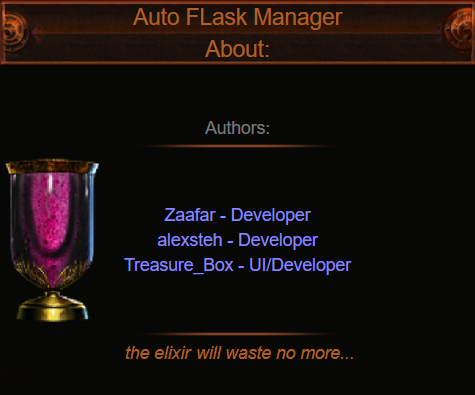 Auto FLask Manager
About:
Authors:
Zaafar - Developer
alexsteh - Developer
Treasure_Box - UI/Developer
the elixir will waste no more...